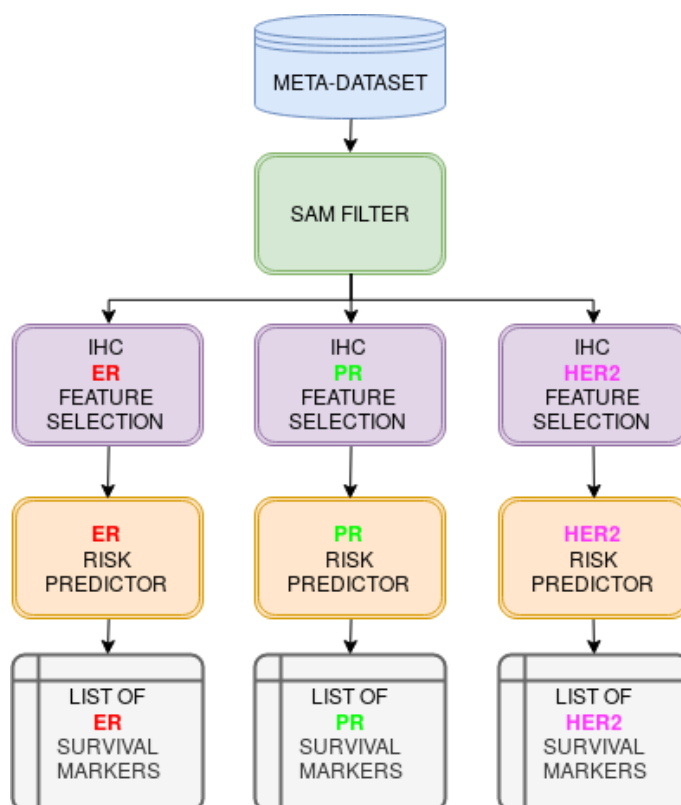 META-DATASET
SAM FILTER
IHC
ER
FEATURE
SELECTION
IHC
PR
FEATURE
SELECTION
IHC
HER2
FEATURE
SELECTION
ER
RISK
PREDICTOR
PR
RISK
PREDICTOR
HER2
RISK
PREDICTOR
LIST OF
ER
SURVIVAL
MARKERS
LIST OF
PR
SURVIVAL
MARKERS
LIST OF
HER2
SURVIVAL
MARKERS